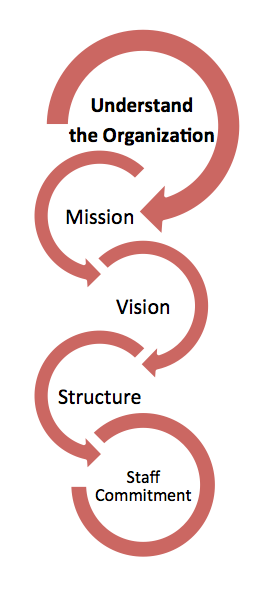 Understand
the Organization
Mission
Vision
Structure
Staff
Commitment